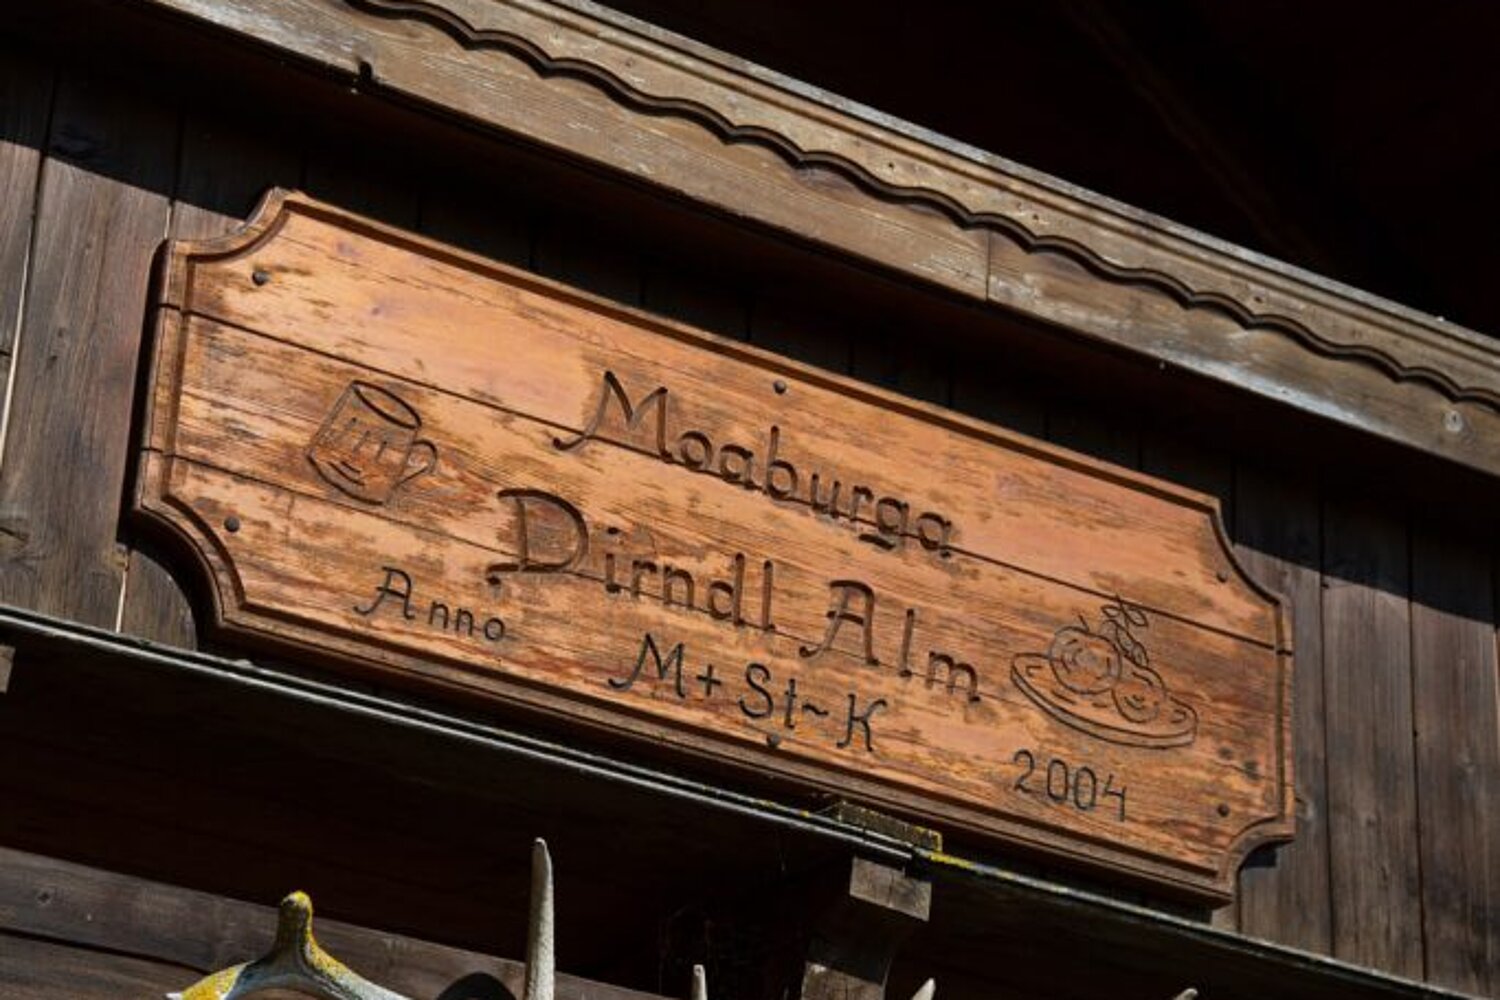 Moaburga
Dirndl Alm
Anno M+St~K 2004